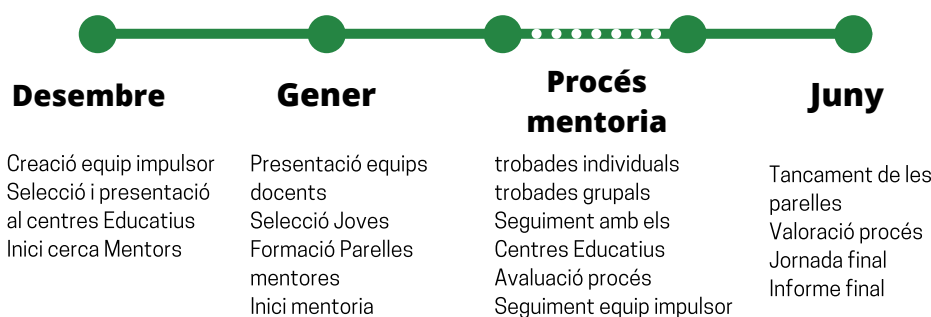 Desembre
Creació equip impulsor
Selecció i presentació
al centres Educatius
Inici cerca Mentors
Gener
Presentació equips
docents
Selecció Joves
Formació Parelles
mentores
Inici mentoria
Procés
mentoria
trobades individuals
trobades grupals
Seguiment amb els
Centres Educatius
Avaluació procés
Seguiment equip impulsor
Juny
Tancament de les
parelles
Valoració procés
Jornada final
Informe final